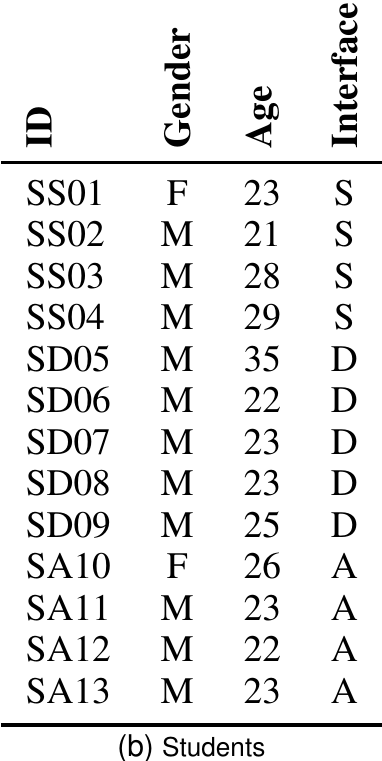 ID Gender Age Interface
SS01 F 23 S
SS02 M 21 S
SS03 M 28 S
SS04 M 29 S
SD05 M 35 D
SD06 M 22 D
SD07 M 23 D
SD08 M 23 D
SD09 M 25 D
SA10 F 26 A
SA11 M 23 A
SA12 M 22 A
SA13 M 23 A
(b) Students